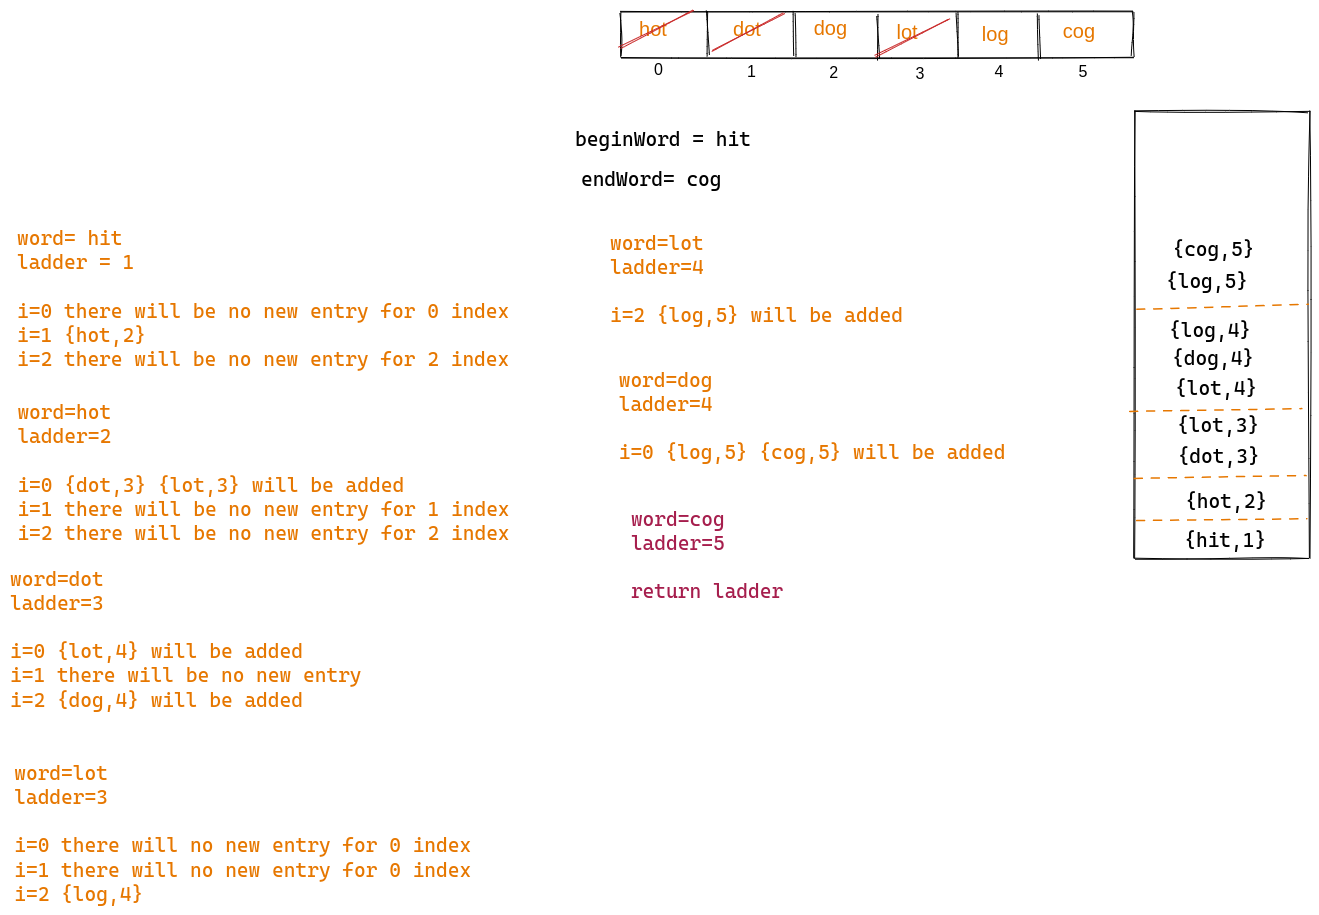 hot dot dog lot log cog
0 1 2 3 4 5
beginWord = hit
endWord= cog
word= hit
ladder = 1
i=0 there will be no new entry for 0 index
i=1 {hot,2}
i=2 there will be no new entry for 2 index
word=hot
ladder=2
i=0 {dot,3} {lot,3} will be added
i=1 there will be no new entry for 1 index
i=2 there will be no new entry for 2 index
word=dot
ladder=3
i=0 {lot,4} will be added
i=1 there will be no new entry
i=2 {dog,4} will be added
word=lot
ladder=3
i=0 there will no new entry for 0 index
i=1 there will no new entry for 0 index
i=2 {log,4}
word=lot
ladder=4
i=2 {log,5} will be added
word=dog
ladder=4
i=0 {log,5} {cog,5} will be added
word=cog
ladder=5
return ladder
{cog,5}
{log,5}
{log,4}
{dog,4}
{lot,4}
{lot,3}
{dot,3}
{hot,2}
{hit,1}